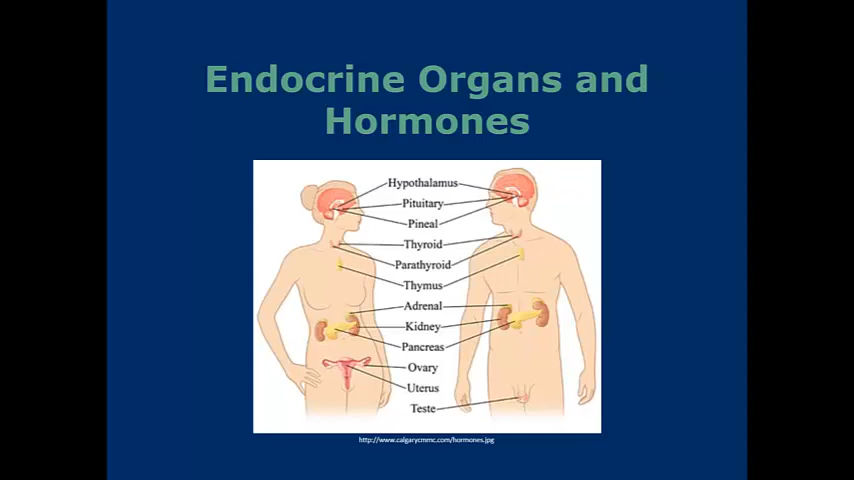 Endocrine Organs and
Hormones
Hypothalamus
Pituitary
Pineal
Thyroid
Parathyroid
Thymus
Adrenal
Kidney
Pancreas
Ovary
Uterus
Teste
http://www.calgarycmmc.com/hormones.jpg